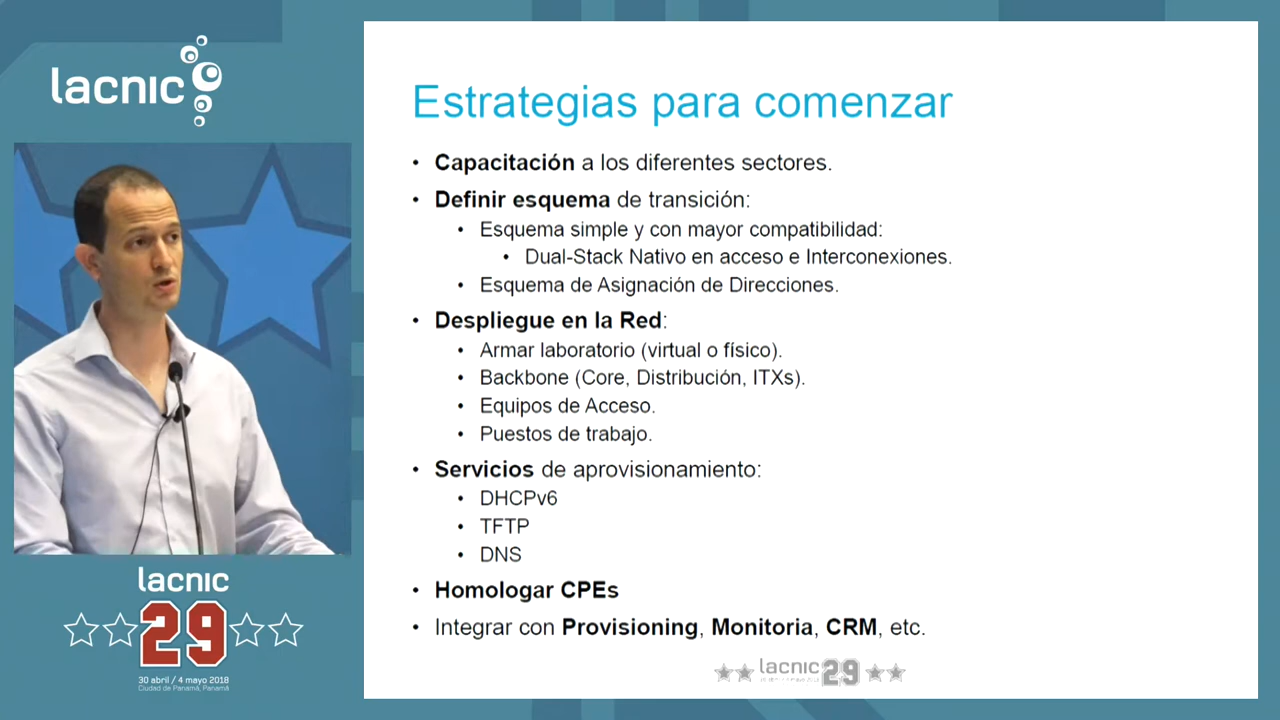 lacnic
Estrategias para comenzar
• Capacitación a los diferentes sectores.
• Definir esquema de transición:
• Esquema simple y con mayor compatibilidad:
• Dual-Stack Nativo en acceso e Interconexiones.
• Esquema de Asignación de Direcciones.
• Despliegue en la Red:
• Armar laboratorio (virtual o físico).
• Backbone (Core, Distribución, ITXs).
• Equipos de Acceso.
• Puestos de trabajo.
• Servicios de aprovisionamiento:
• DHCPv6
• TFTP
• DNS
• Homologar CPEs
• Integrar con Provisioning, Monitoria, CRM, etc.
lacnic
29
30 abril / 4 mayo 2018
Ciudad de Panamá, Panamá
lacnic
29